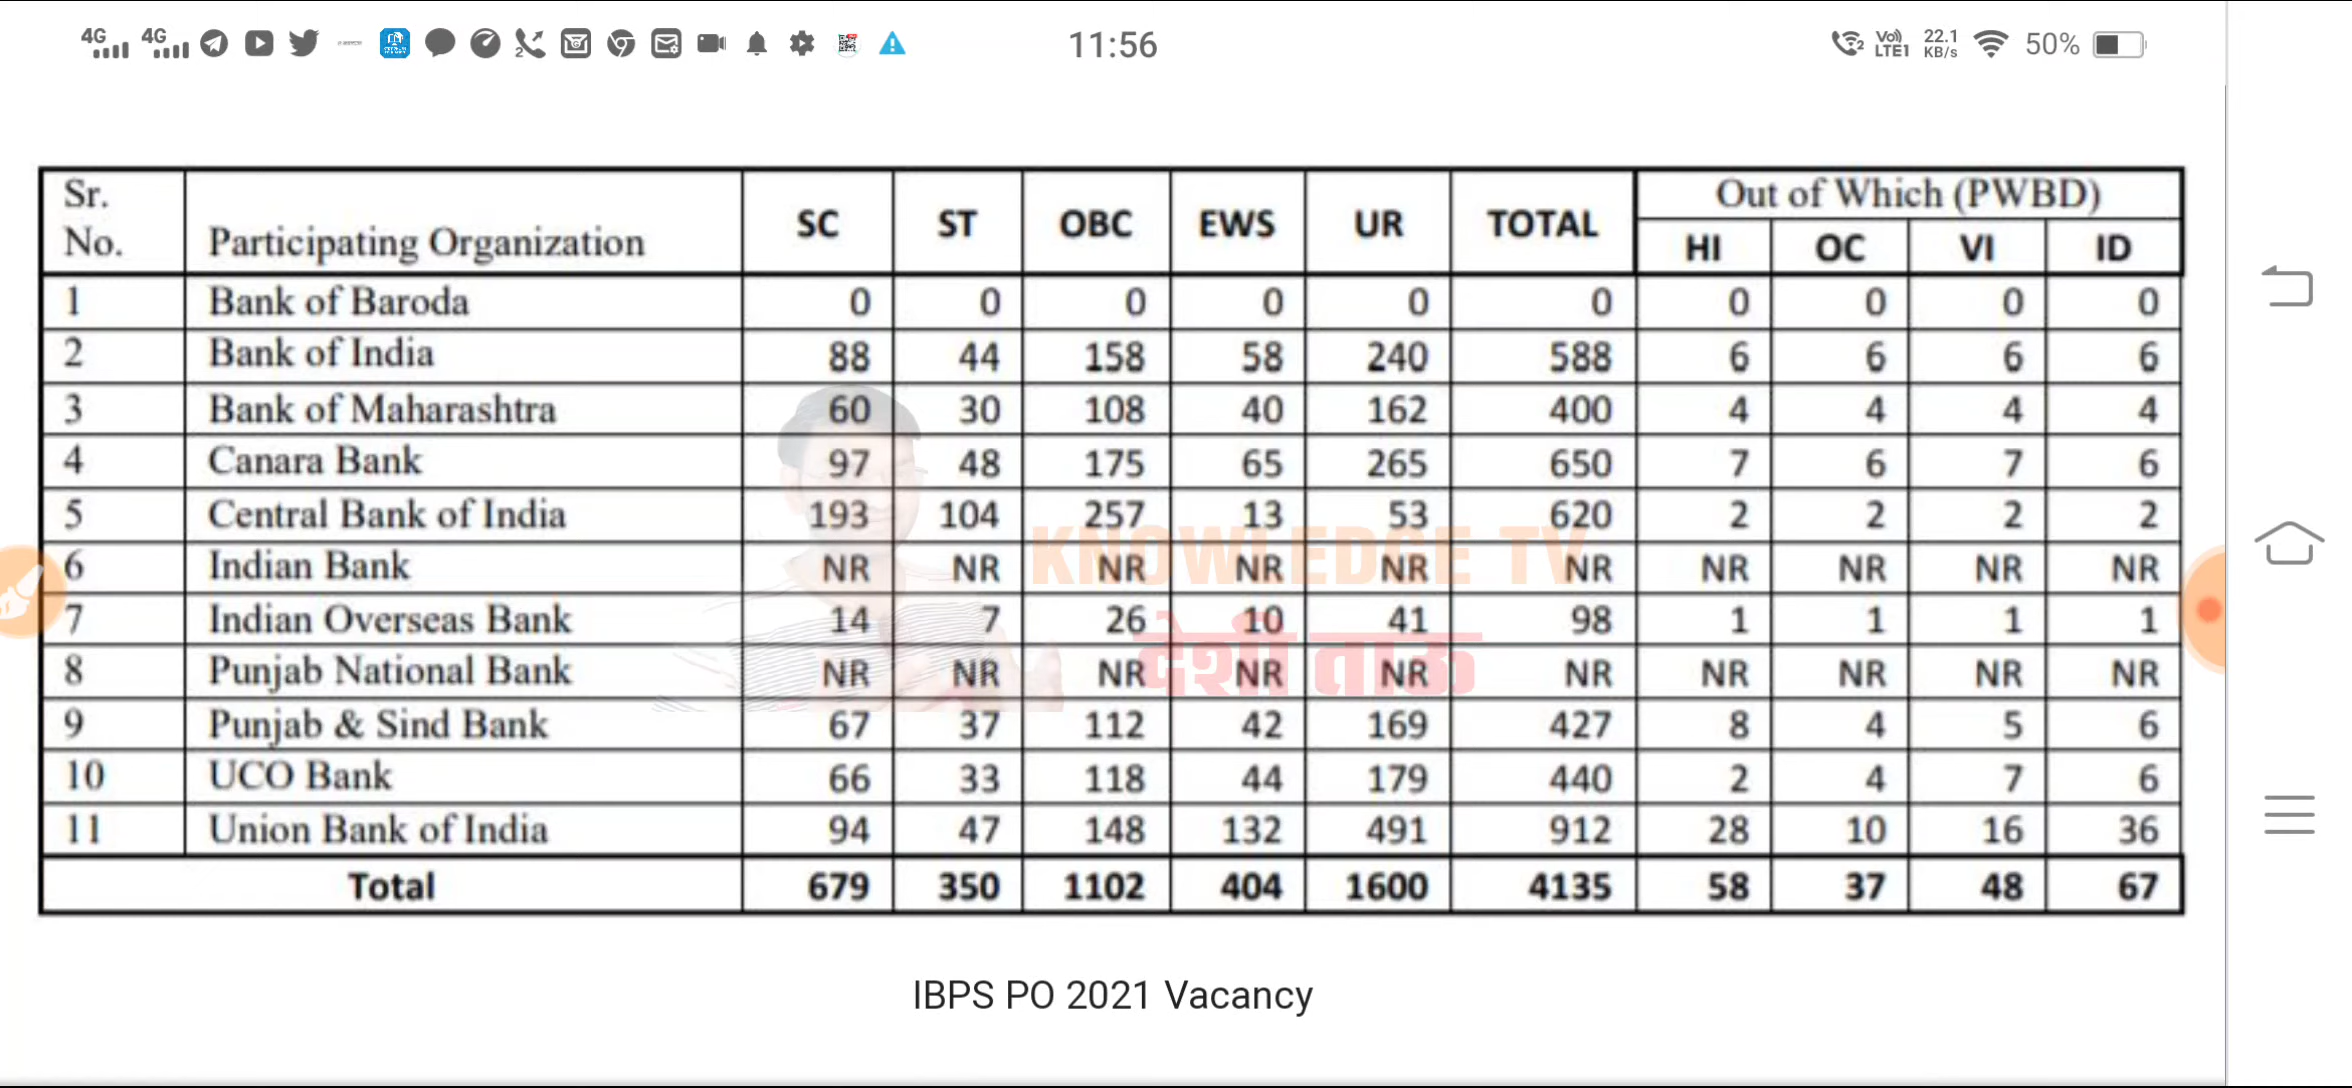 4G 4G 11:56 Vo)) LTE1 22.1 KB/s 50%
Sr. No. Participating Organization SC ST OBC EWS UR TOTAL Out of Which (PWBD)
HI OC VI ID
1 Bank of Baroda 0 0 0 0 0 0 0 0 0 0
2 Bank of India 88 44 158 58 240 588 6 6 6 6
3 Bank of Maharashtra 60 30 108 40 162 400 4 4 4 4
4 Canara Bank 97 48 175 65 265 650 7 6 7 6
5 Central Bank of India 193 104 257 13 53 620 2 2 2 2
KNOWLEDGE TV
6 Indian Bank NR NR NR NR NR NR NR NR NR NR
7 Indian Overseas Bank 14 7 26 10 41 98 1 1 1 1
देशी ताऊ
8 Punjab National Bank NR NR NR NR NR NR NR NR NR NR
9 Punjab & Sind Bank 67 37 112 42 169 427 8 4 5 6
10 UCO Bank 66 33 118 44 179 440 2 4 7 6
11 Union Bank of India 94 47 148 132 491 912 28 10 16 36
Total 679 350 1102 404 1600 4135 58 37 48 67
IBPS PO 2021 Vacancy